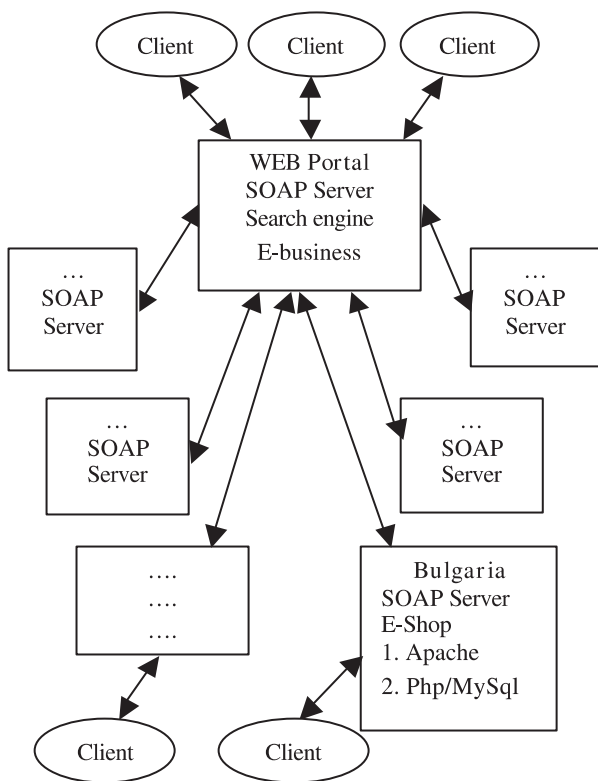 Client
Client
Client
WEB Portal
SOAP Server
Search engine
E-business
...
SOAP
Server
...
SOAP
Server
...
SOAP
Server
...
SOAP
Server
....
....
....
Bulgaria
SOAP Server
E-Shop
1. Apache
2. Php/MySql
Client
Client